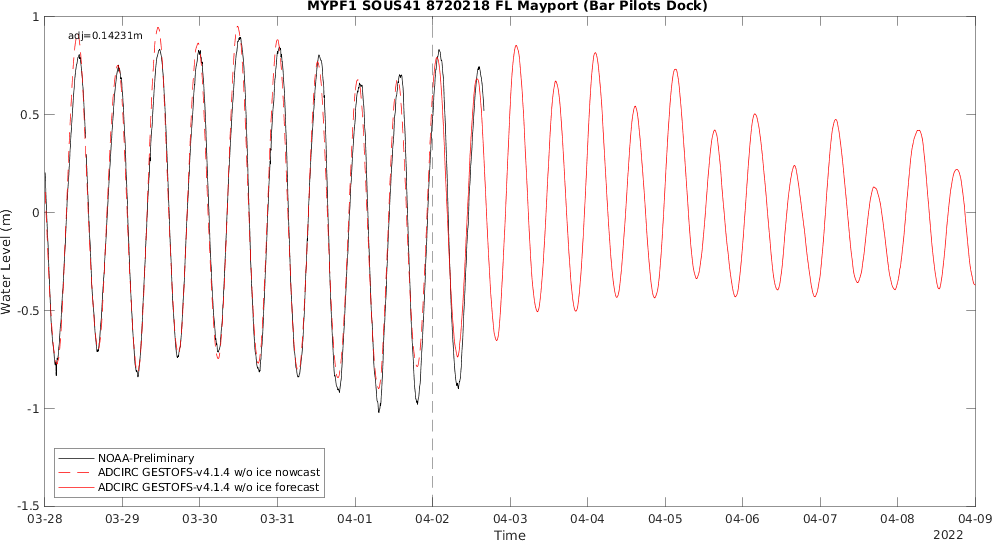 MYPF1 SOUS41 8720218 FL Mayport (Bar Pilots Dock)
adj=0.14231m
1
0.5
0
-0.5
-1
-1.5
Water Level (m)
NOAA-Preliminary
ADCIRC GESTOFS-v4.1.4 w/o ice nowcast
ADCIRC GESTOFS-v4.1.4 w/o ice forecast
03-28 03-29 03-30 03-31 04-01 04-02 04-03 04-04 04-05 04-06 04-07 04-08 04-09
Time
2022